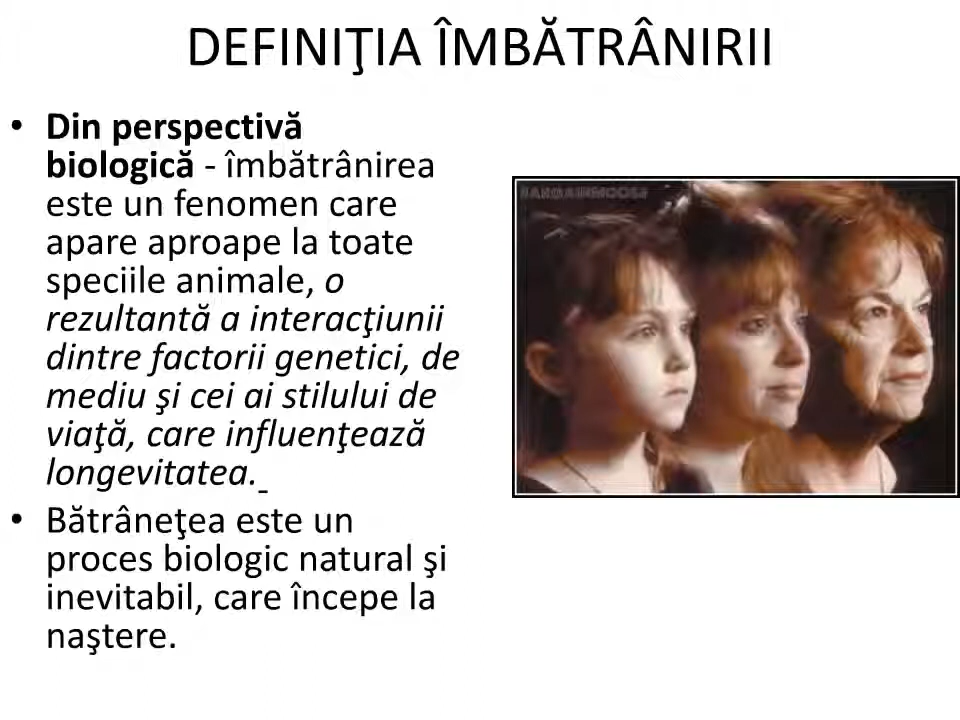 DEFINIŢIA ÎMBĂTRÂNIRII
• Din perspectivă
biologică - îmbătrânirea
este un fenomen care
apare aproape la toate
speciile animale, o
rezultantă a interacţiunii
dintre factorii genetici, de
mediu şi cei ai stilului de
viaţă, care influenţează
longevitatea.
• Bătrâneţea este un
proces biologic natural şi
inevitabil, care începe la
naştere.
BARGAINMOOSE